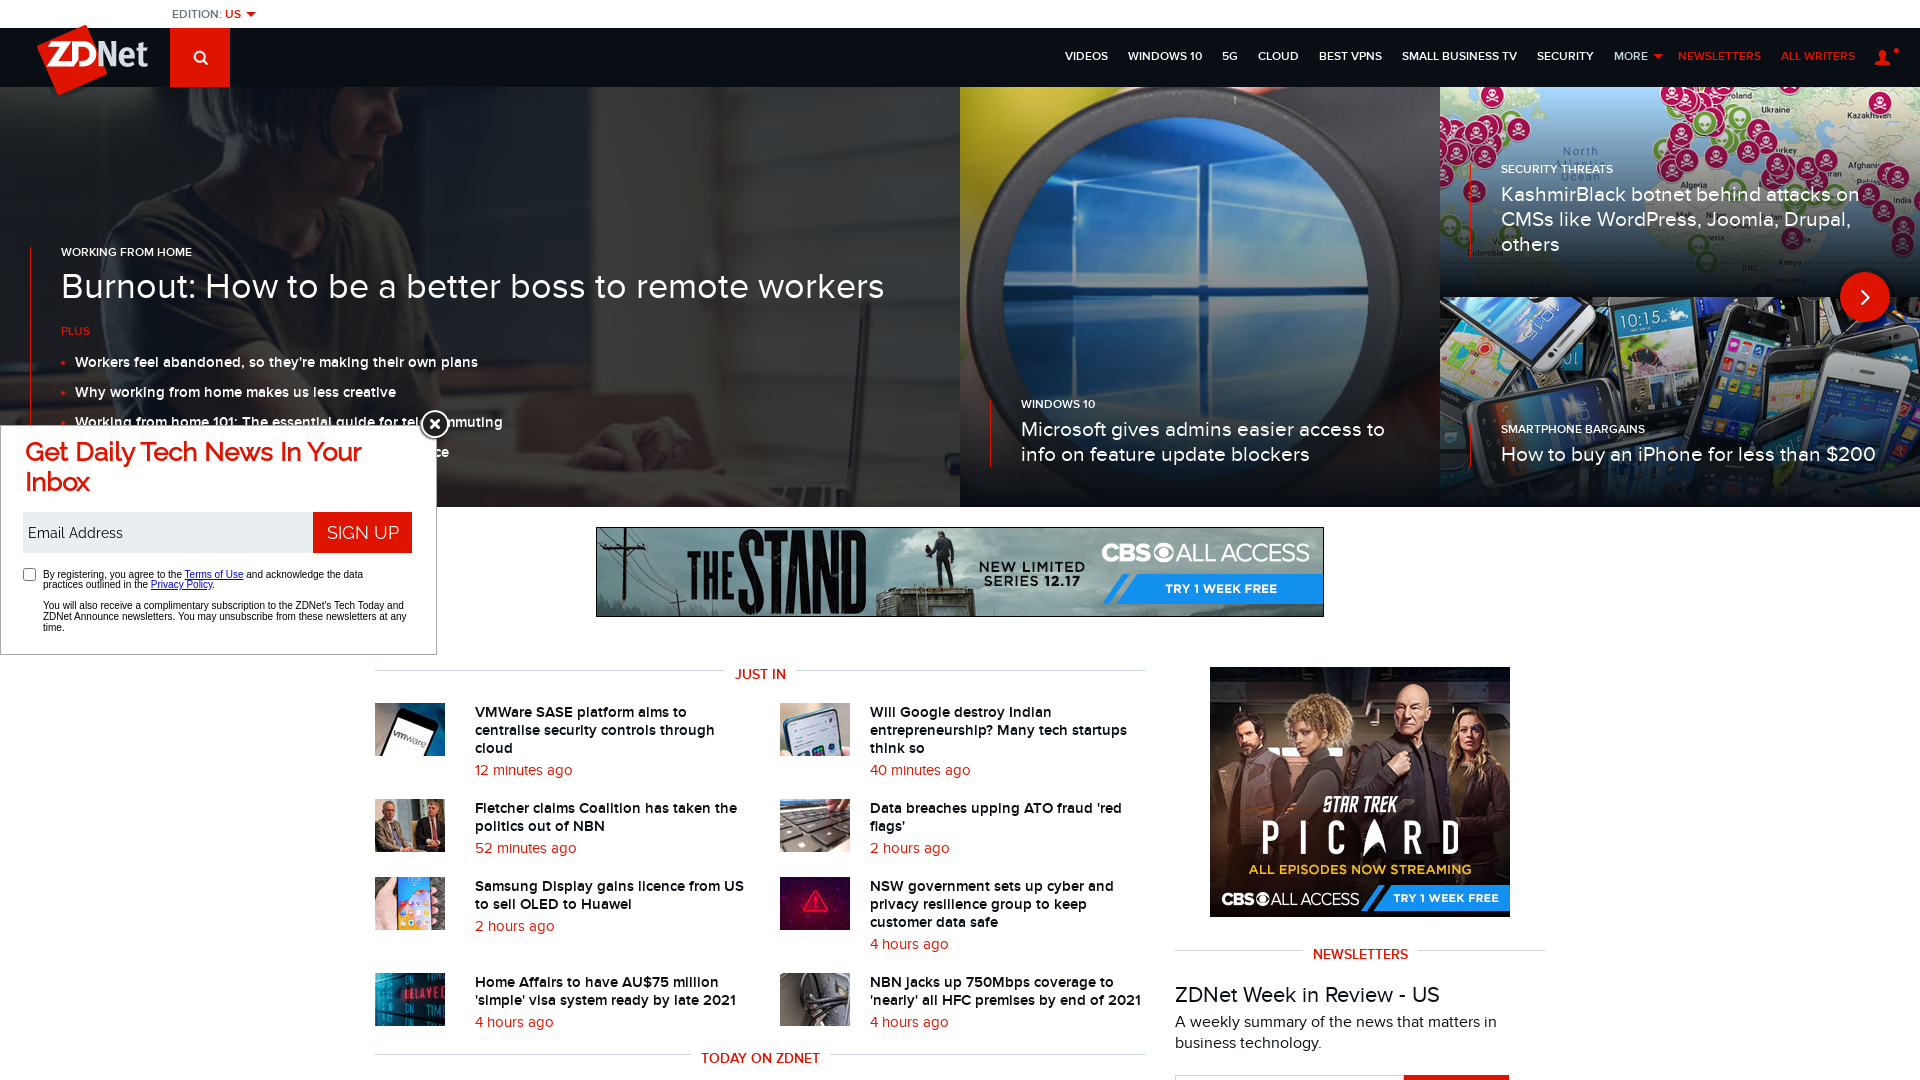 EDITION: US
ZDNet
VIDEOS WINDOWS 10 5G CLOUD BEST VPNS SMALL BUSINESS TV SECURITY MORE NEWSLETTERS ALL WRITERS
WORKING FROM HOME
Burnout: How to be a better boss to remote workers
PLUS
Workers feel abandoned, so they're making their own plans
Why working from home makes us less creative
Working from home 101: The essential guide for
WINDOWS 10
Microsoft gives admins easier access to
info on feature update blockers
SECURITY THREATS
KashmirBlack botnet behind attacks on
CMSs like WordPress, Joomla, Drupal,
others
SMARTPHONE BARGAINS
How to buy an iPhone for less than $200
Get Daily Tech News In Your
Inbox
Email Address
SIGN UP
By registering, you agree to the Terms of Use and acknowledge the data
practices outlined in the Privacy Policy.
You will also receive a complimentary subscription to the ZDNet's Tech Today and
ZDNet Announce newsletters. You may unsubscribe from these newsletters at any
time.
THE STAND
NEW LIMITED
SERIES 12.17
CBS ALL ACCESS
TRY 1 WEEK FREE
JUST IN
VMWare SASE platform aims to
centralise security controls through
cloud
12 minutes ago
Will Google destroy Indian
entrepreneurship? Many tech startups
think so
40 minutes ago
Fletcher claims Coalition has taken the
politics out of NBN
52 minutes ago
Data breaches upping ATO fraud 'red
flags'
2 hours ago
Samsung Display gains licence from US
to sell OLED to Huawei
2 hours ago
NSW government sets up cyber and
privacy resilience group to keep
customer data safe
4 hours ago
Home Affairs to have AU$75 million
'simple' visa system ready by late 2021
4 hours ago
NBN jacks up 750Mbps coverage to
'nearly' all HFC premises by end of 2021
4 hours ago
TODAY ON ZDNET
STAR TREK
PICARD
ALL EPISODES NOW STREAMING
CBS ALL ACCESS
TRY 1 WEEK FREE
NEWSLETTERS
ZDNet Week in Review - US
A weekly summary of the news that matters in
business technology.